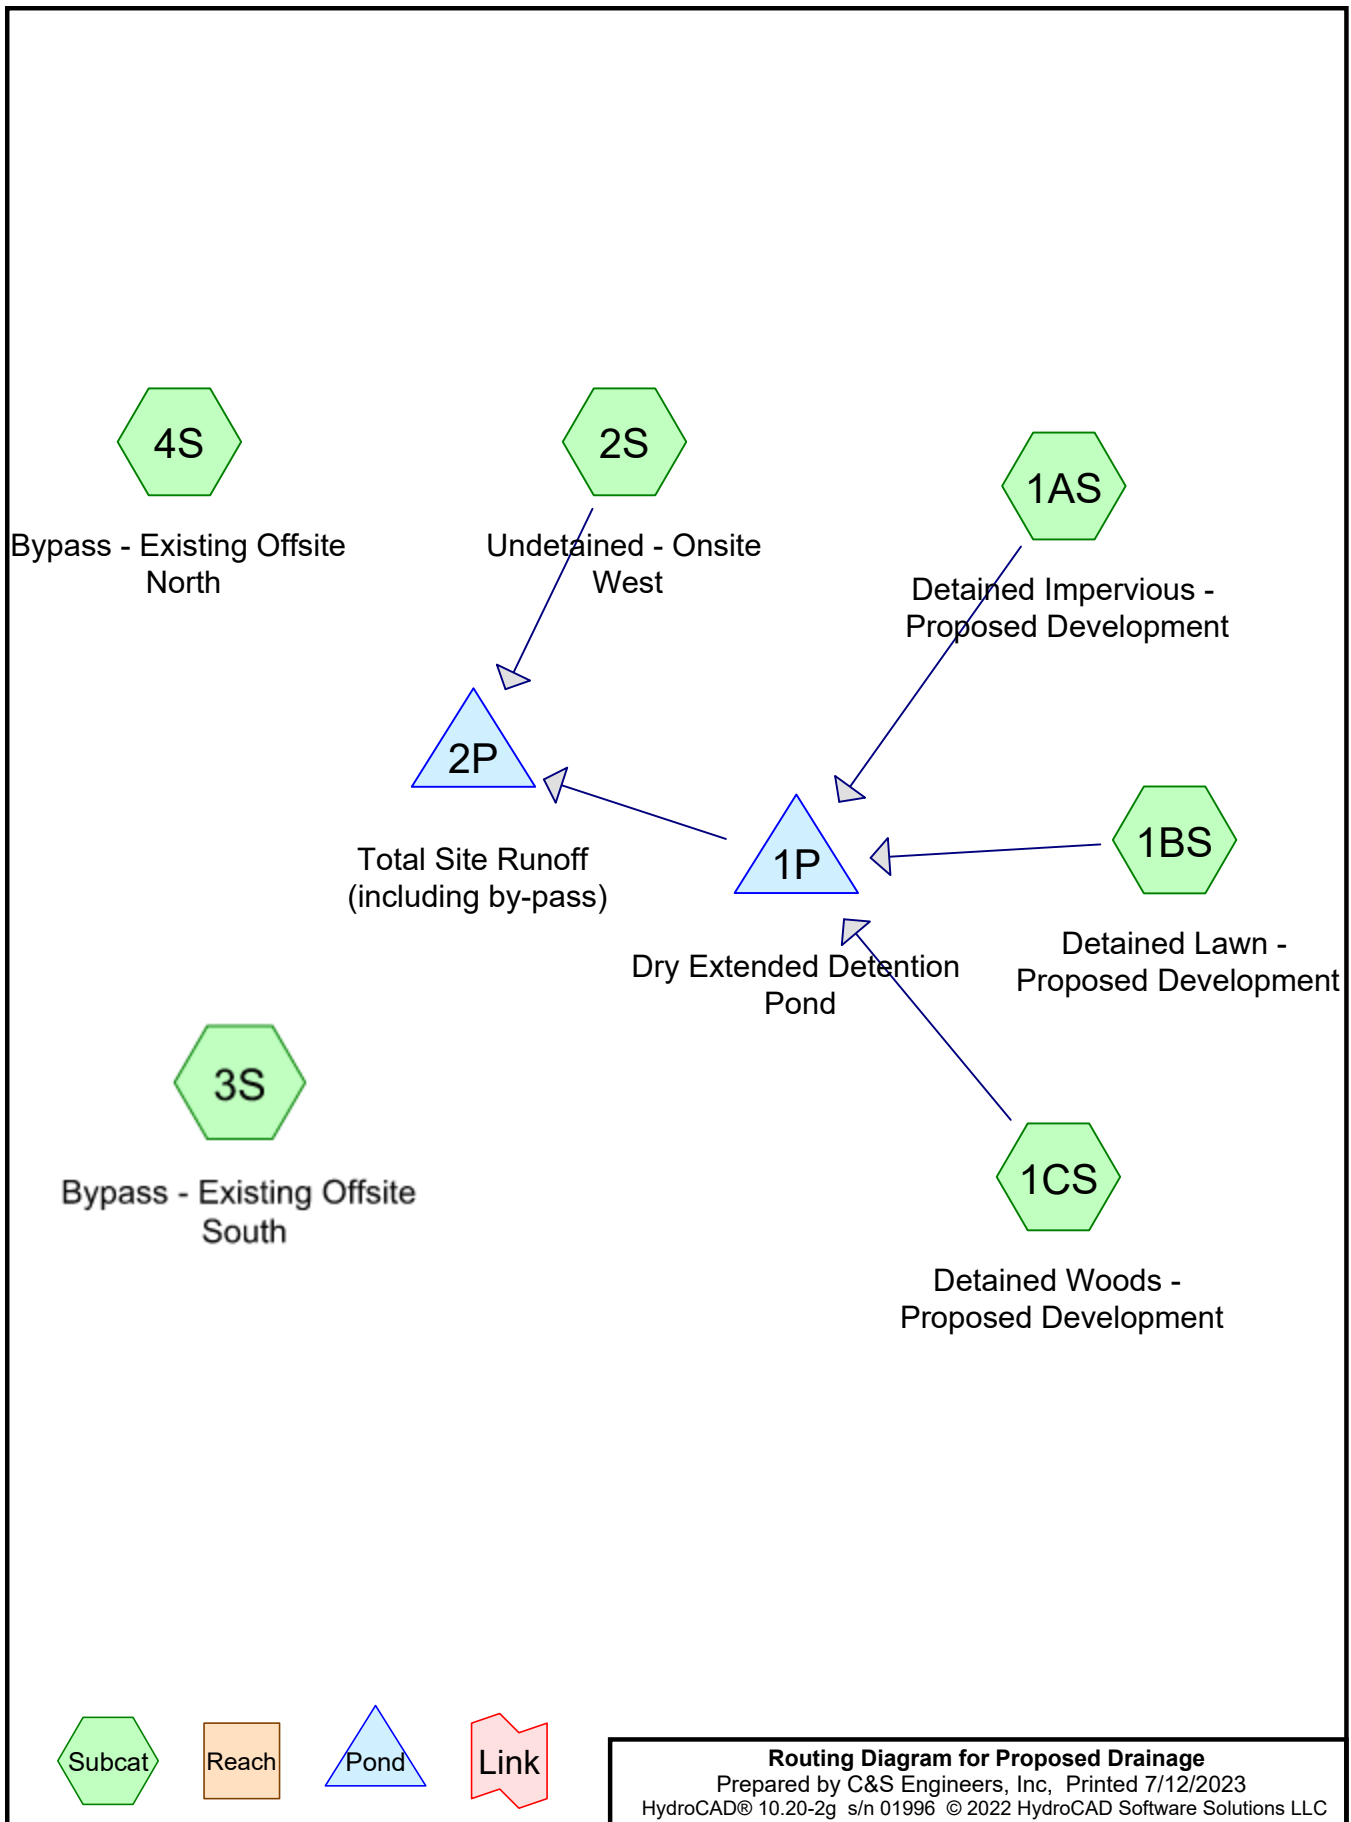 4S
Bypass - Existing Offsite
North
2S
Undetained - Onsite
West
1AS
Detained Impervious -
Proposed Development
2P
Total Site Runoff
(including by-pass)
1P
Dry Extended Detention
Pond
1BS
Detained Lawn -
Proposed Development
3S
Bypass - Existing Offsite
South
1CS
Detained Woods -
Proposed Development
Subcat
Reach
Pond
Link
Routing Diagram for Proposed Drainage
Prepared by C&S Engineers, Inc, Printed 7/12/2023
HydroCAD® 10.20-2g s/n 01996 © 2022 HydroCAD Software Solutions LLC